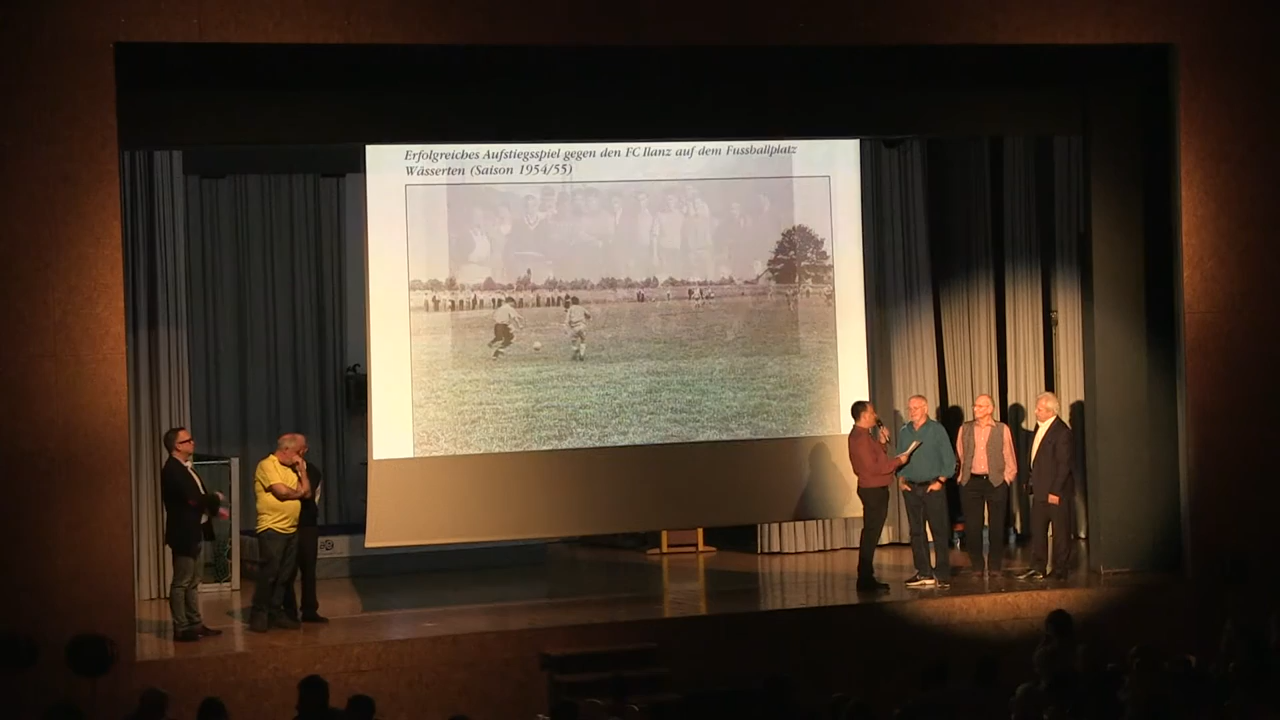 Erfolgreiches Aufstiegsspiel gegen den FC Ilanz auf dem Fussballplatz
Wässerten (Saison 1954/55)